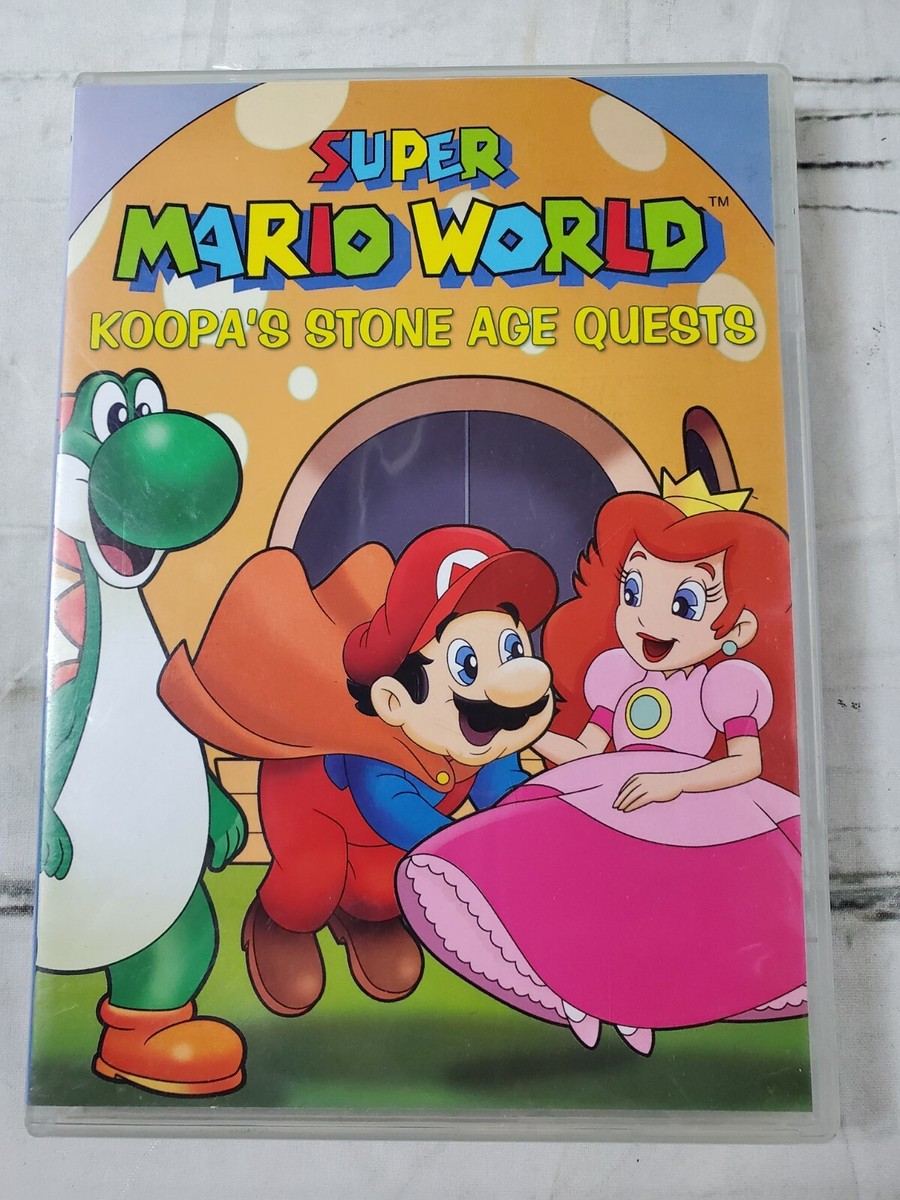 SUPER
MARIO WORLD™
KOOPA'S STONE AGE QUESTS
M